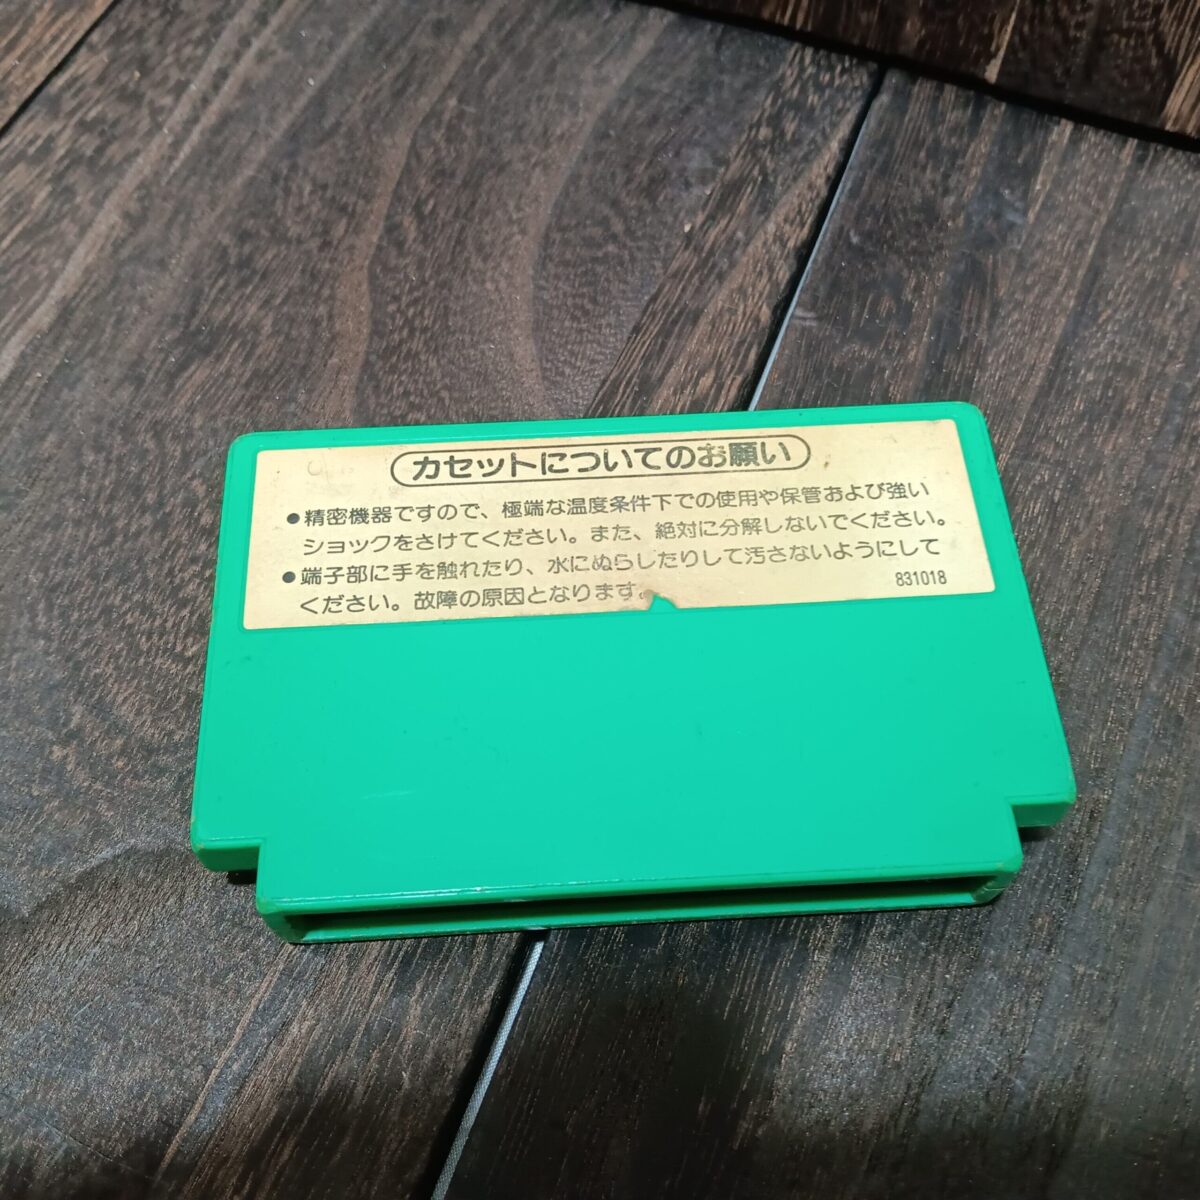 カセットについてのお願い
●精密機器ですので、極端な温度条件下での使用や保管および強い
ショックをさけてください。また、絶対に分解しないでください。
●端子部に手を触れたり、水にぬらしたりして汚さないようにして
ください。故障の原因となります。
831018